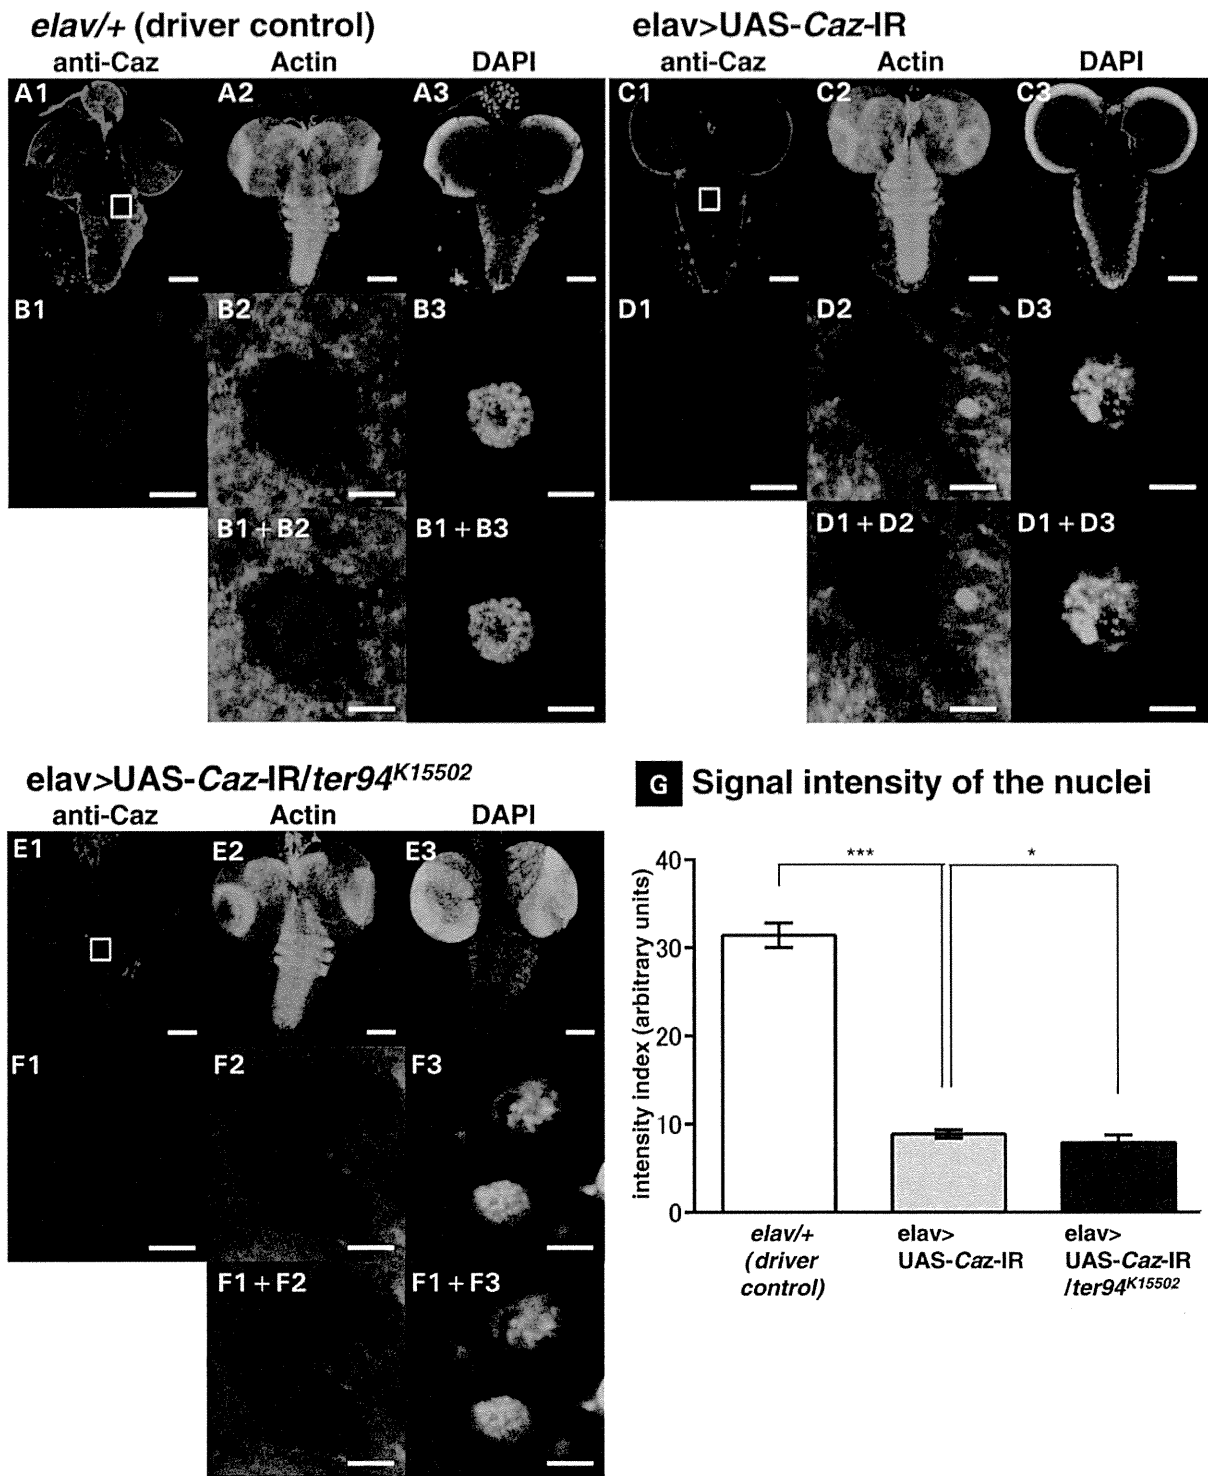 elav/+ (driver control)
anti-Caz Actin DAPI
A1 A2 A3
B1 B2 B3
B1+B2 B1+B3
elav>UAS-Caz-IR
anti-Caz Actin DAPI
C1 C2 C3
D1 D2 D3
D1+D2 D1+D3
elav>UAS-Caz-IR/ter94K15502
anti-Caz Actin DAPI
E1 E2 E3
F1 F2 F3
F1+F2 F1+F3
G Signal intensity of the nuclei
intensity index (arbitrary units)
40
30
20
10
0
*** *
elav/+
(driver
control)
elav>
UAS-Caz-IR
elav>
UAS-Caz-IR
/ter94K15502